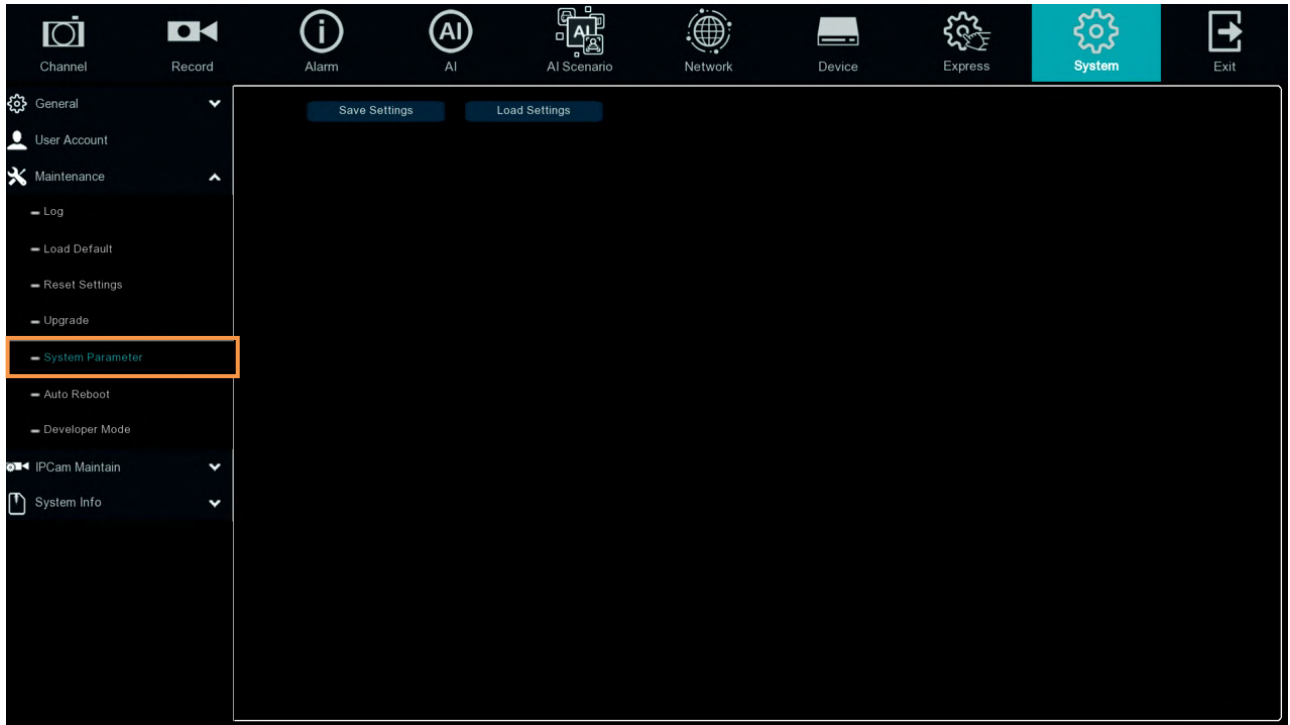 Channel
Record
Alarm
AI
AI Scenario
Network
Device
Express
System
Exit
General
User Account
Maintenance
Log
Load Default
Reset Settings
Upgrade
System Parameter
Auto Reboot
Developer Mode
IPCam Maintain
System Info
Save Settings
Load Settings